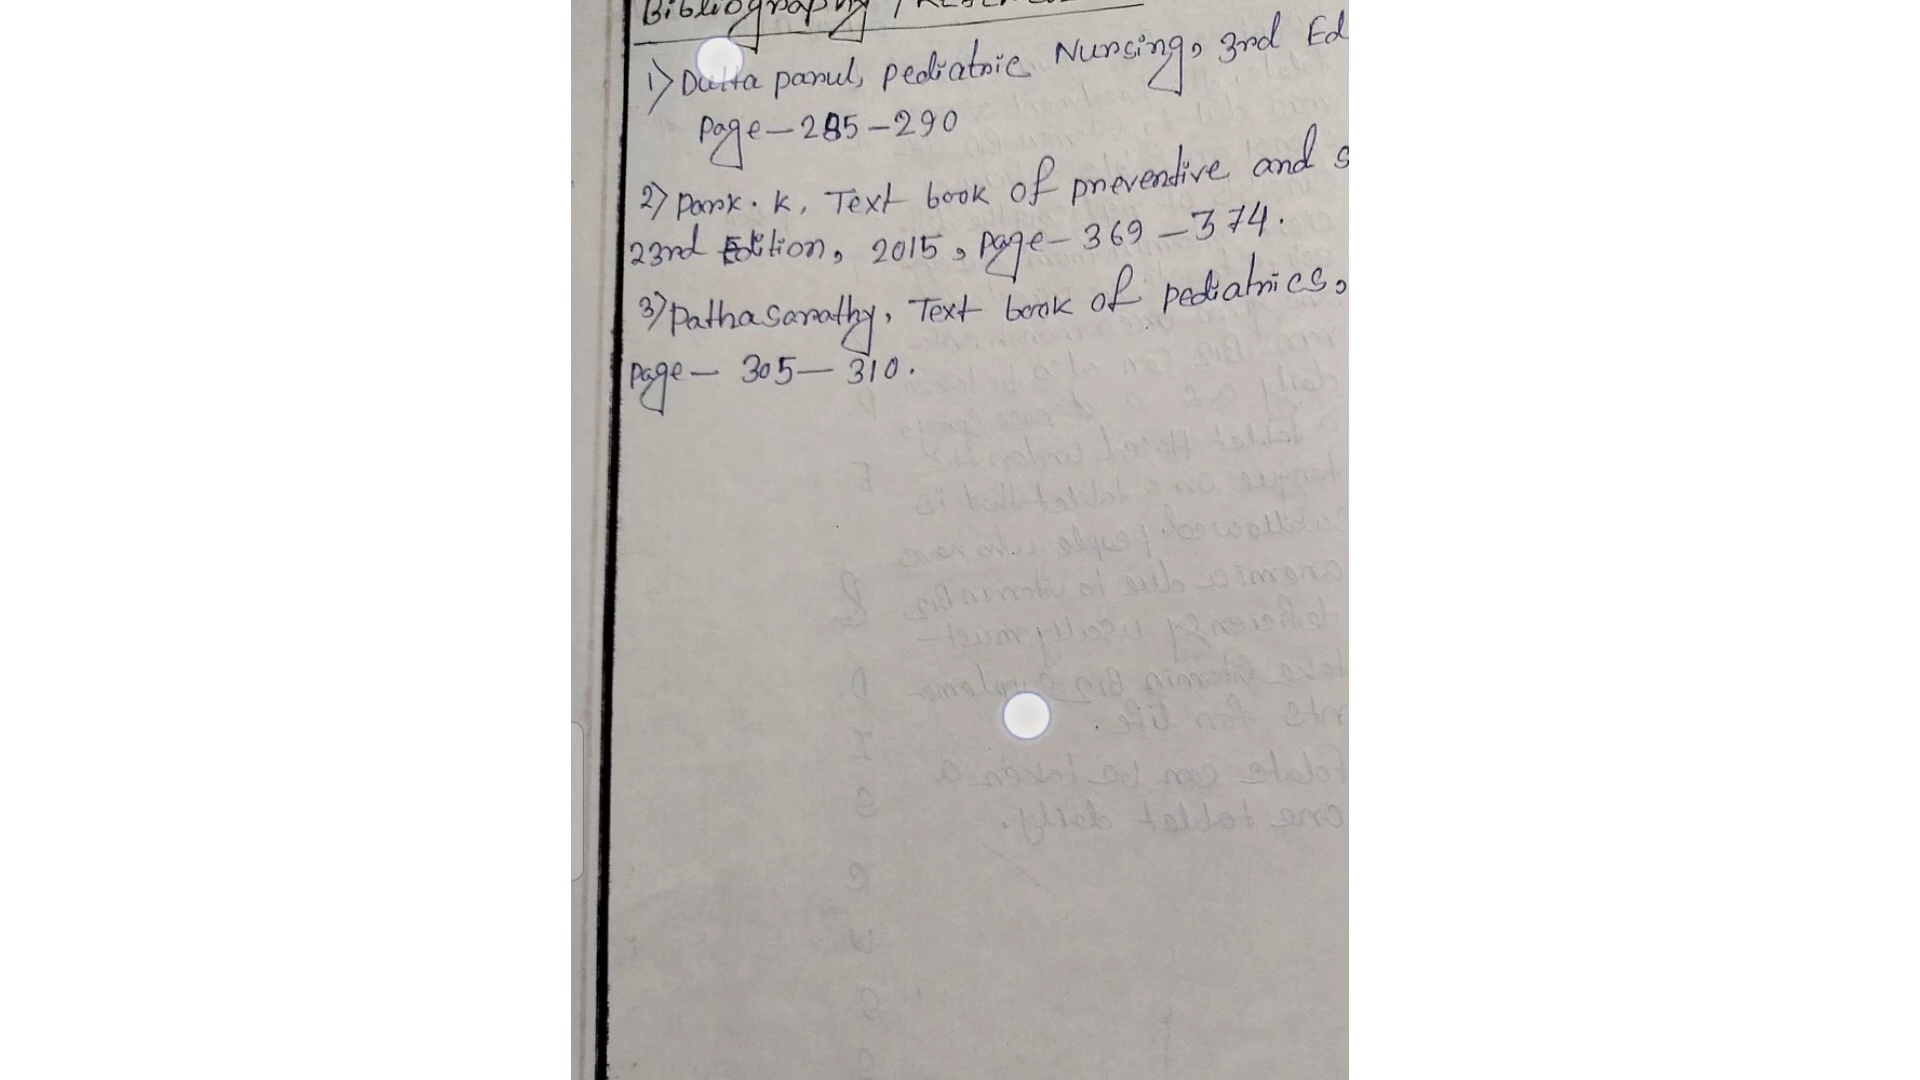 Bibliography /
1) Dutta parul, pediatric Nursing, 3rd Ed
page - 285 - 290
2) park. k, Text book of preventive and s
23rd Edition, 2015, page - 369 - 374.
3) pathasarathy, Text book of pediatrics,
page - 305 - 310.